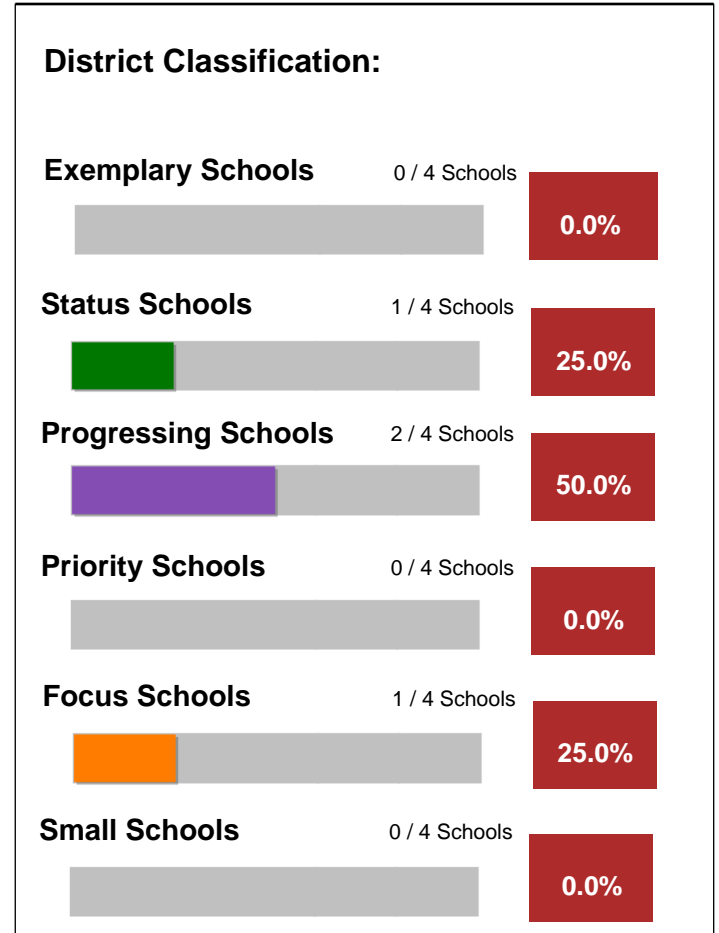 District Classification:
Exemplary Schools 0 / 4 Schools
0.0%
Status Schools 1 / 4 Schools
25.0%
Progressing Schools 2 / 4 Schools
50.0%
Priority Schools 0 / 4 Schools
0.0%
Focus Schools 1 / 4 Schools
25.0%
Small Schools 0 / 4 Schools
0.0%